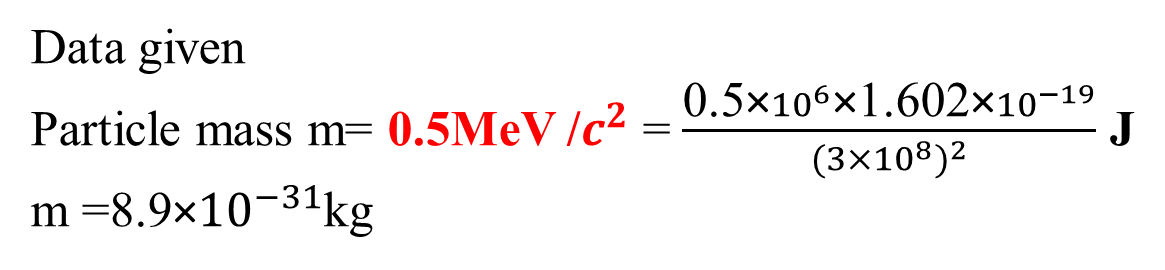 Data given
Particle mass m= 0.5MeV /c² = 0.5×10⁶×1.602×10⁻¹⁹ / (3×10⁸)² J
m =8.9×10⁻³¹kg